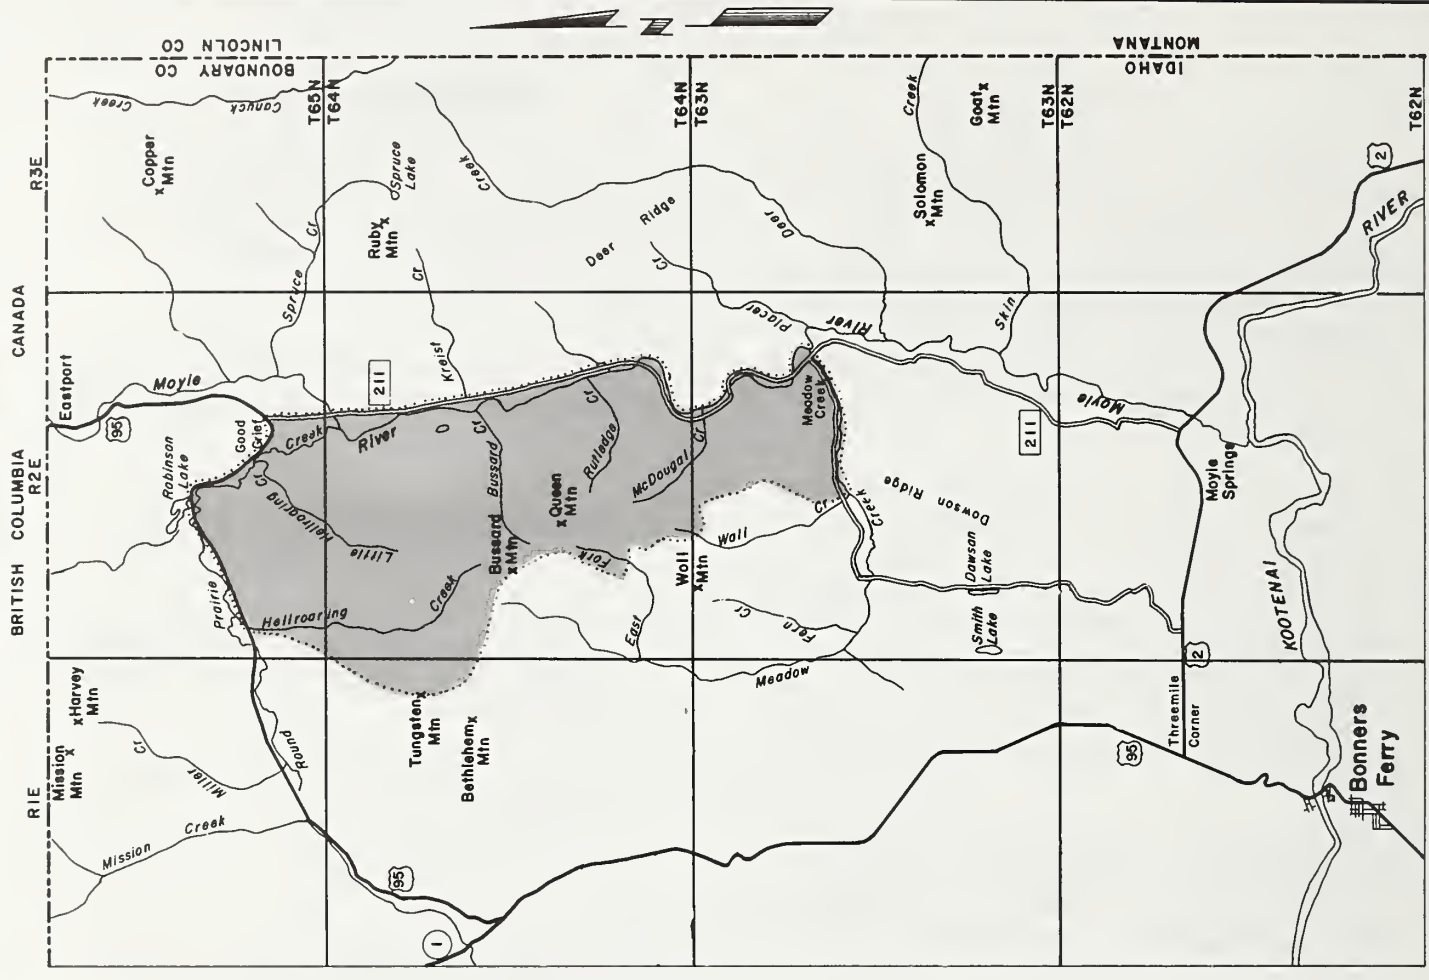 N
BRITISH COLUMBIA CANADA
R1E
R2E
R3E
BOUNDARY CO
LINCOLN CO
IDAHO
MONTANA
T65N
T64N
T64N
T63N
T63N
T62N
T62N
Eastport
95
Moyie
River
Robinson
Lake
Good
Grief
Creek
Copper
Mtn
Canuck
Creek
Spruce
Cr
Spruce
Lake
Ruby
Mtn
Kreist
Cr
211
Deer
Ridge
Deer
Creek
Placer
Cr
River
Solomon
Mtn
Goat
Mtn
Skin
Creek
Mission
Mtn
Harvey
Mtn
Miller
Cr
Mission
Creek
Round
Prairie
Hellroaring
Creek
Little
Hellroaring
Cr
Tungsten
Mtn
Bethlehem
Mtn
Bussard
Mtn
Bussard
Cr
Queen
Mtn
Rutledge
Cr
McDougal
Cr
Meadow
Creek
East
Fork
Wall
Mtn
Wall
Cr
Fern
Cr
Meadow
Creek
Dowson Ridge
Dawson
Lake
Smith
Lake
211
Moyie
Moyie
Springs
95
1
Threemile
Corner
95
2
2
KOOTENAI
RIVER
Bonners
Ferry